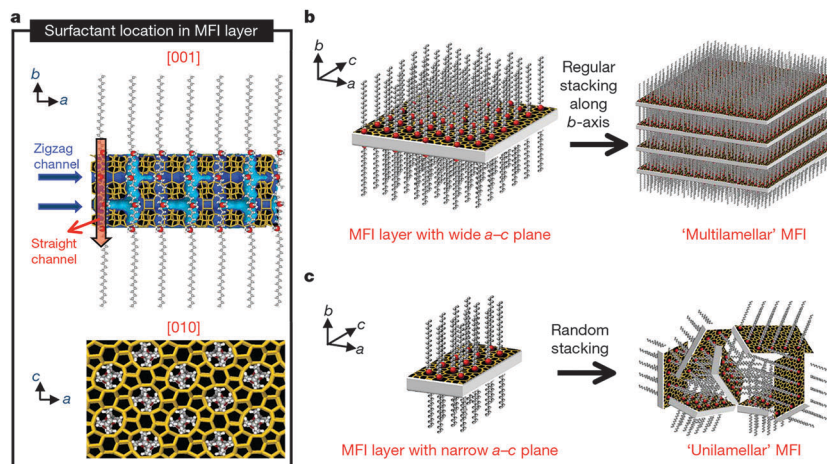 a
Surfactant location in MFI layer
[001]
b
a
Zigzag
channel
Straight
channel
[010]
c
a
b
b
c
a
Regular
stacking
along
b-axis
MFI layer with wide a–c plane
‘Multilamellar’ MFI
c
b
c
a
Random
stacking
MFI layer with narrow a–c plane
‘Unilamellar’ MFI